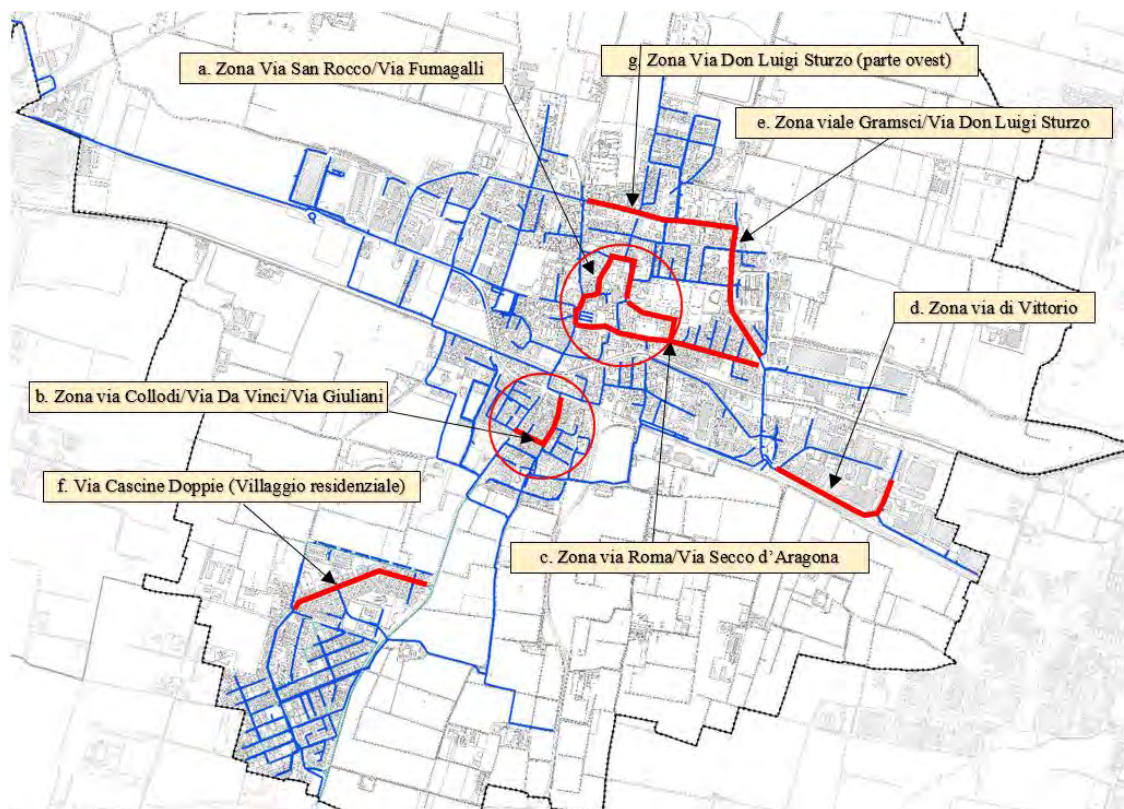 g. Zona Via Don Luigi Sturzo (parte ovest)
a. Zona Via San Rocco/Via Fumagalli
e. Zona viale Gramsci/Via Don Luigi Sturzo
d. Zona via di Vittorio
b. Zona via Collodi/Via Da Vinci/Via Giuliani
f. Via Cascine Doppie (Villaggio residenziale)
c. Zona via Roma/Via Secco d'Aragona